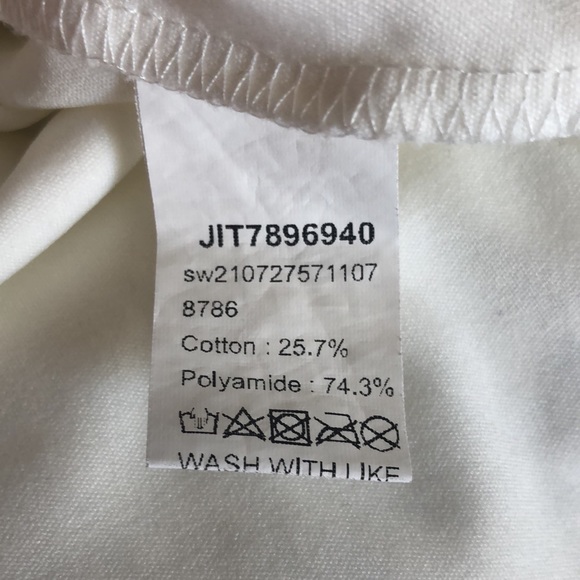 JIT7896940
sw210727571107
8786
Cotton : 25.7%
Polyamide : 74.3%
WASH WITH LIKE